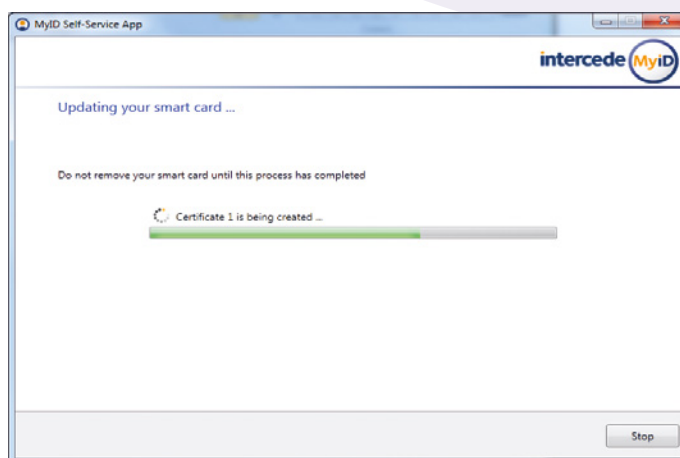 MyID Self-Service App
intercede MyiD
Updating your smart card ...
Do not remove your smart card until this process has completed
Certificate 1 is being created ...
Stop